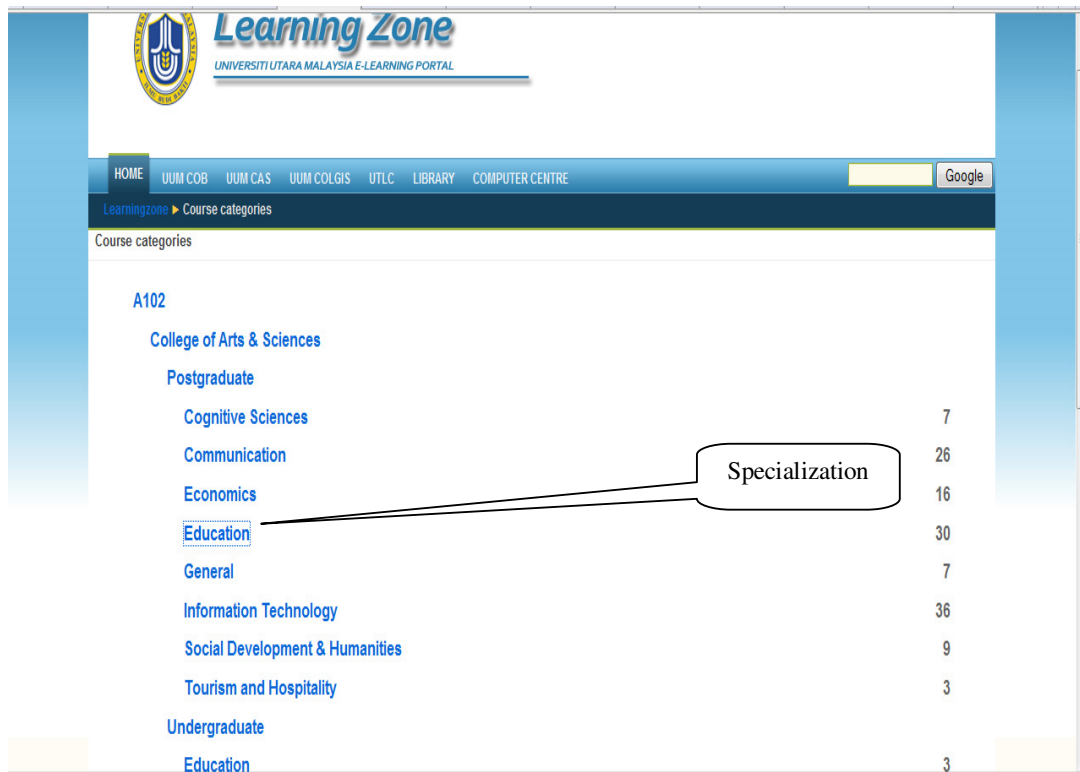 Learning Zone
UNIVERSITI UTARA MALAYSIA E-LEARNING PORTAL
HOME UUM COB UUM CAS UUM COLGIS UTLC LIBRARY COMPUTER CENTRE Google
Learningzone ► Course categories
Course categories
A102
College of Arts & Sciences
Postgraduate
Cognitive Sciences 7
Communication 26
Specialization
Economics 16
Education 30
General 7
Information Technology 36
Social Development & Humanities 9
Tourism and Hospitality 3
Undergraduate
Education 3